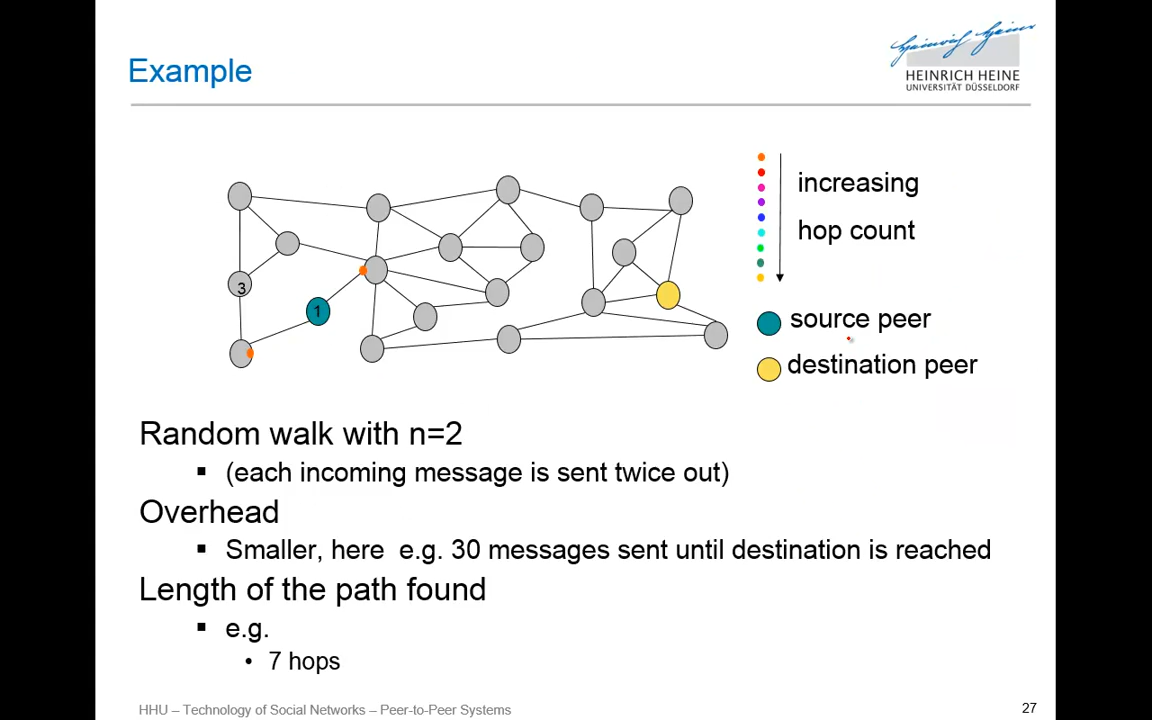 Heinrich Heine
HEINRICH HEINE
UNIVERSITÄT DÜSSELDORF
Example
increasing
hop count
3
1
source peer
destination peer
Random walk with n=2
▪ (each incoming message is sent twice out)
Overhead
▪ Smaller, here e.g. 30 messages sent until destination is reached
Length of the path found
▪ e.g.
• 7 hops
HHU – Technology of Social Networks – Peer-to-Peer Systems
27